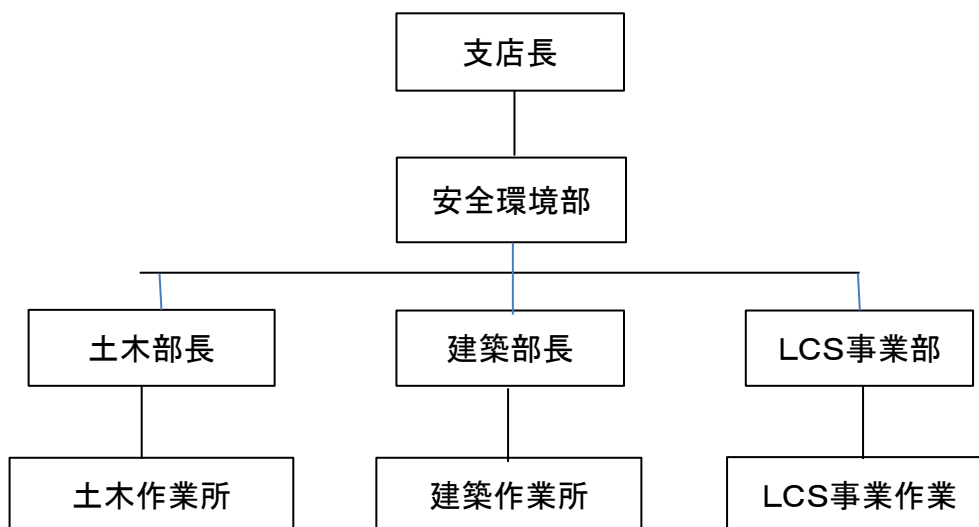 支店長
安全環境部
土木部長
建築部長
LCS事業部
土木作業所
建築作業所
LCS事業作業